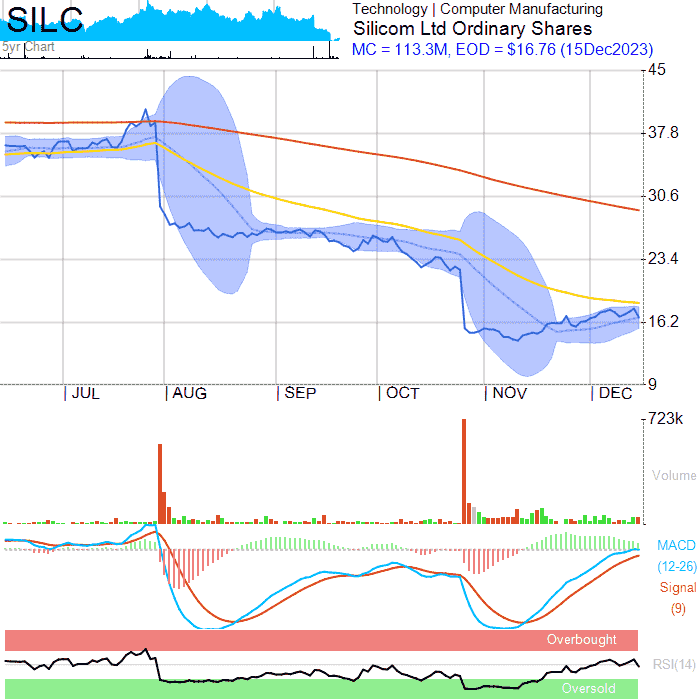 SILC
5yr Chart
Technology | Computer Manufacturing
Silicom Ltd Ordinary Shares
MC = 113.3M, EOD = $16.76 (15Dec2023)
45
37.8
30.6
23.4
16.2
9
JUL AUG SEP OCT NOV DEC
723k
Volume
MACD
(12-26)
Signal
(9)
Overbought
RSI(14)
Oversold